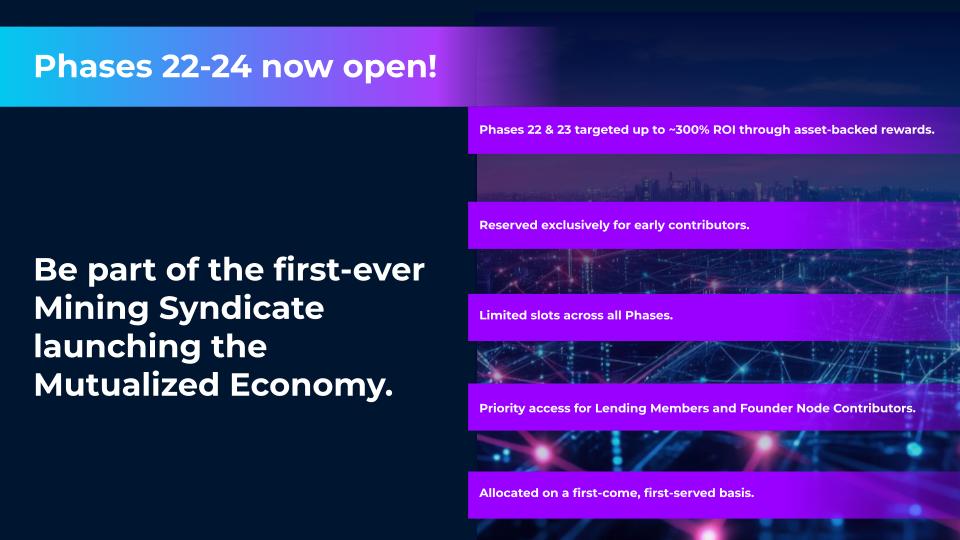 Phases 22-24 now open!
Phases 22 & 23 targeted up to ~300% ROI through asset-backed rewards.
Reserved exclusively for early contributors.
Be part of the first-ever
Mining Syndicate
launching the
Mutualized Economy.
Limited slots across all Phases.
Priority access for Lending Members and Founder Node Contributors.
Allocated on a first-come, first-served basis.